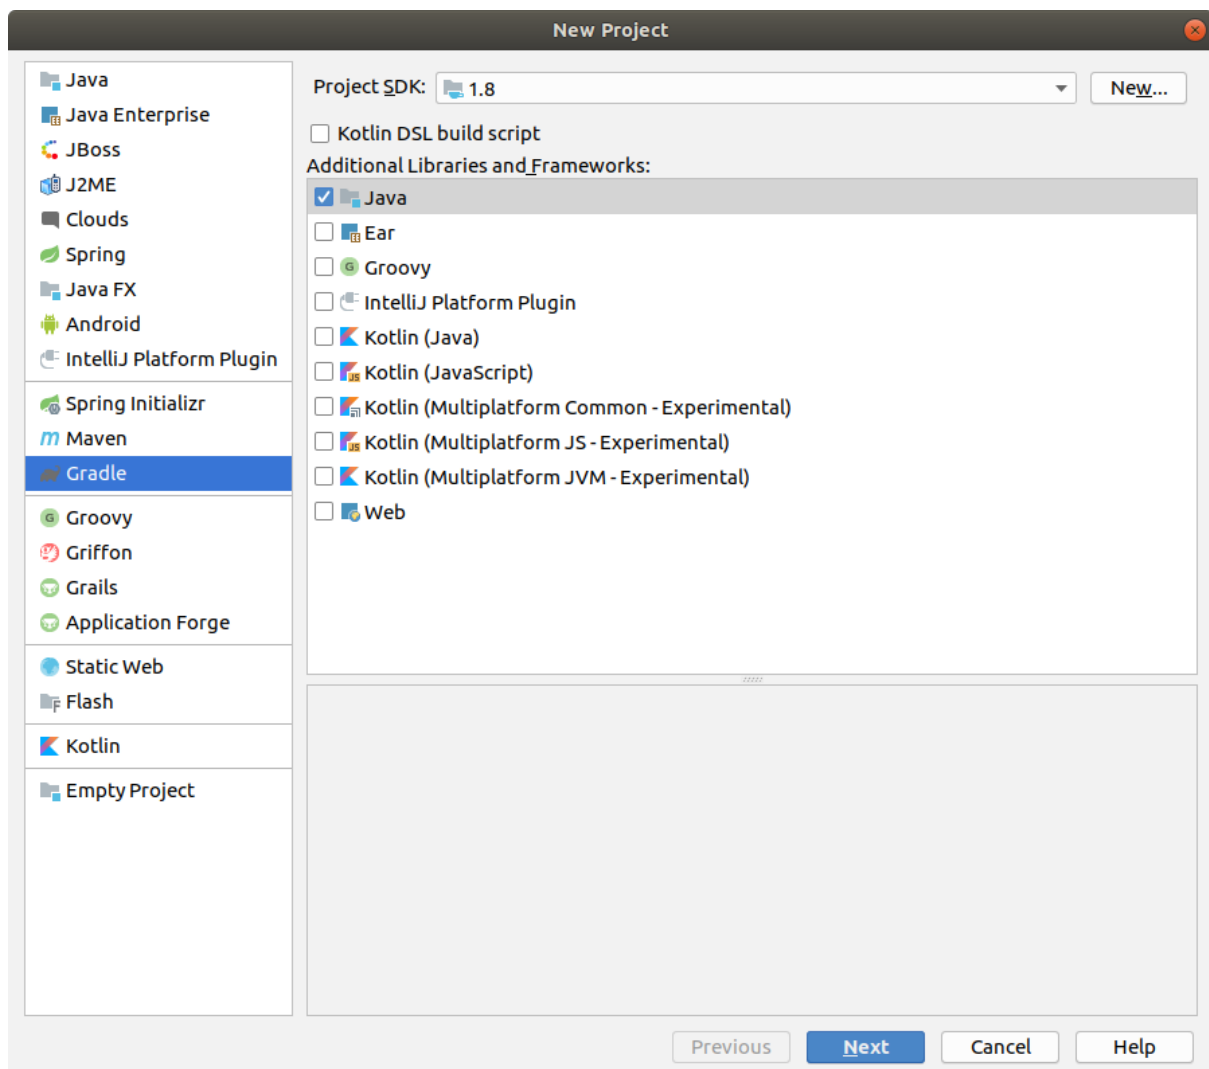 New Project
Java
Java Enterprise
JBoss
J2ME
Clouds
Spring
Java FX
Android
IntelliJ Platform Plugin
Spring Initializr
Maven
Gradle
Groovy
Griffon
Grails
Application Forge
Static Web
Flash
Kotlin
Empty Project
Project SDK: 1.8 New...
Kotlin DSL build script
Additional Libraries and Frameworks:
Java
Ear
Groovy
IntelliJ Platform Plugin
Kotlin (Java)
Kotlin (JavaScript)
Kotlin (Multiplatform Common - Experimental)
Kotlin (Multiplatform JS - Experimental)
Kotlin (Multiplatform JVM - Experimental)
Web
Previous Next Cancel Help